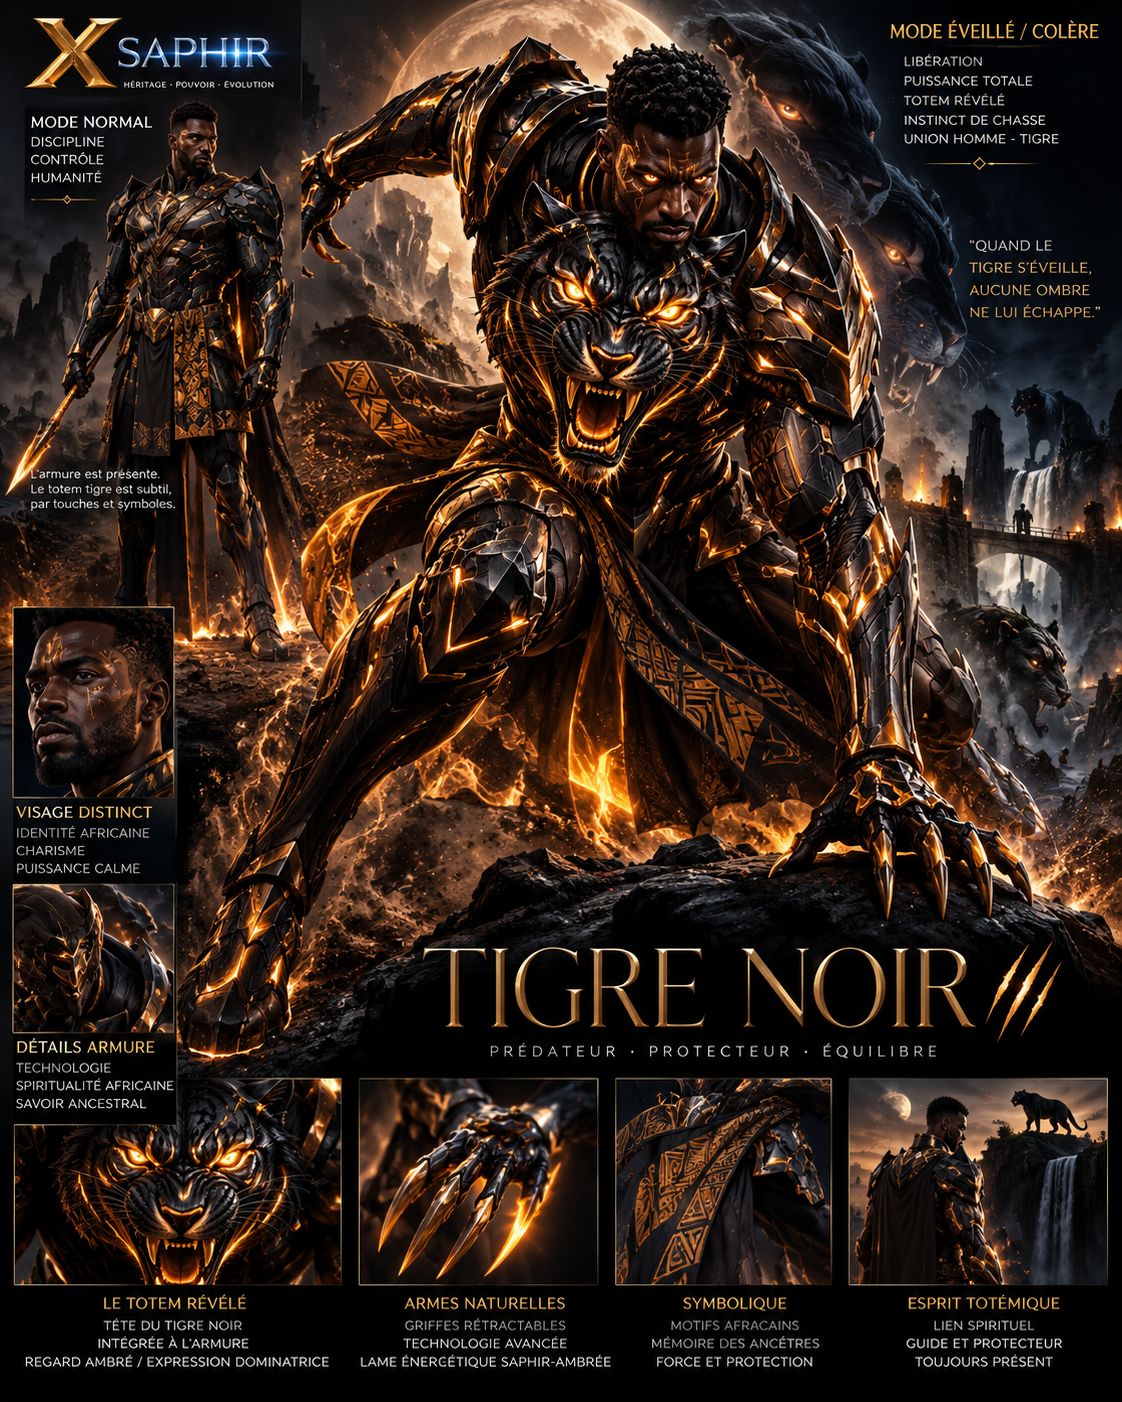 X SAPHIR
HÉRITAGE · POUVOIR · ÉVOLUTION
MODE NORMAL
DISCIPLINE
CONTRÔLE
HUMANITÉ
L'armure est présente.
Le totem tigre est subtil,
par touches et symboles.
MODE ÉVEILLÉ / COLÈRE
LIBÉRATION
PUISSANCE TOTALE
TOTEM RÉVÉLÉ
INSTINCT DE CHASSE
UNION HOMME - TIGRE
"QUAND LE
TIGRE S'ÉVEILLE,
AUCUNE OMBRE
NE LUI ÉCHAPPE."
VISAGE DISTINCT
IDENTITÉ AFRICAINE
CHARISME
PUISSANCE CALME
DÉTAILS ARMURE
TECHNOLOGIE
SPIRITUALITÉ AFRICAINE
SAVOIR ANCESTRAL
TIGRE NOIR
PRÉDATEUR · PROTECTEUR · ÉQUILIBRE
LE TOTEM RÉVÉLÉ
TÊTE DU TIGRE NOIR
INTÉGRÉE À L'ARMURE
REGARD AMBRÉ / EXPRESSION DOMINATRICE
ARMES NATURELLES
GRIFFES RÉTRACTABLES
TECHNOLOGIE AVANCÉE
LAME ÉNERGÉTIQUE SAPHIR-AMBRÉE
SYMBOLIQUE
MOTIFS AFRACAINS
MÉMOIRE DES ANCÊTRES
FORCE ET PROTECTION
ESPRIT TOTÉMIQUE
LIEN SPIRITUEL
GUIDE ET PROTECTEUR
TOUJOURS PRÉSENT